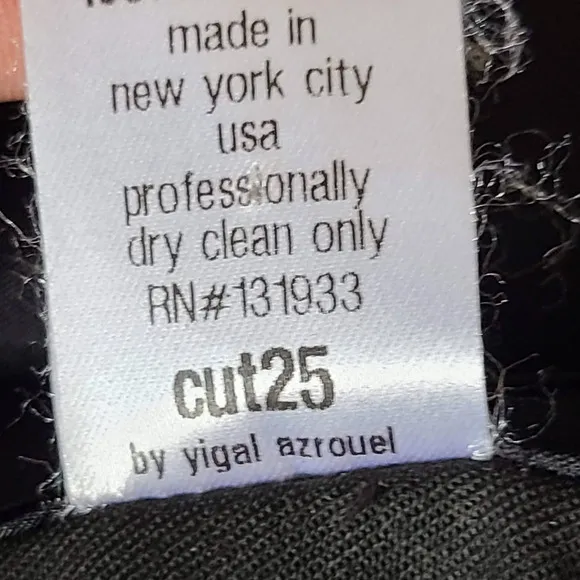 made in
new york city
usa
professionally
dry clean only
RN#131933
cut25
by yigal azrouel